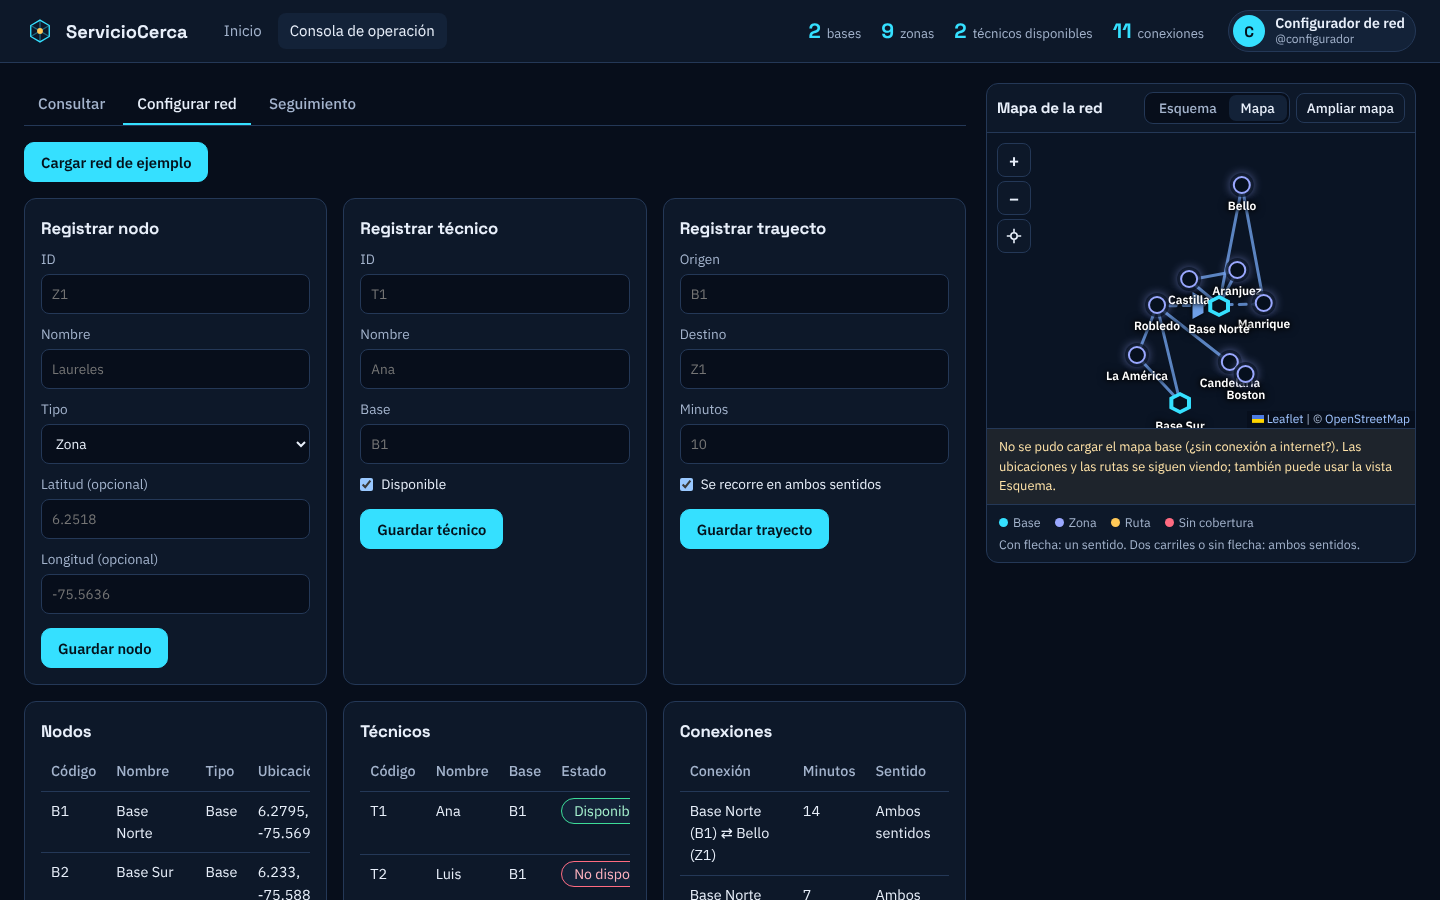 ServicioCerca
Inicio
Consola de operación
2 bases
9 zonas
2 técnicos disponibles
11 conexiones
C
Configurador de red
@configurador
Consultar
Configurar red
Seguimiento
Cargar red de ejemplo
Registrar nodo
ID
Z1
Nombre
Laureles
Tipo
Zona
Latitud (opcional)
6.2518
Longitud (opcional)
-75.5636
Guardar nodo
Registrar técnico
ID
T1
Nombre
Ana
Base
B1
Disponible
Guardar técnico
Registrar trayecto
Origen
B1
Destino
Z1
Minutos
10
Se recorre en ambos sentidos
Guardar trayecto
Mapa de la red
Esquema
Mapa
Ampliar mapa
+
−
Bello
Aranjuez
Castilla
Robledo
Base Norte
Manrique
La América
Candelaria
Boston
Base Sur
Leaflet | © OpenStreetMap
No se pudo cargar el mapa base (¿sin conexión a internet?). Las
ubicaciones y las rutas se siguen viendo; también puede usar la vista
Esquema.
Base
Zona
Ruta
Sin cobertura
Con flecha: un sentido. Dos carriles o sin flecha: ambos sentidos.
Nodos
Código Nombre Tipo Ubicació
B1 Base Base 6.2795,
Norte -75.569
B2 Base Sur Base 6.233,
-75.588
Técnicos
Código Nombre Base Estado
T1 Ana B1 Disponib
T2 Luis B1 No dispo
Conexiones
Conexión Minutos Sentido
Base Norte 14 Ambos
(B1) ⇄ Bello sentidos
(Z1)
Base Norte 7 Ambos